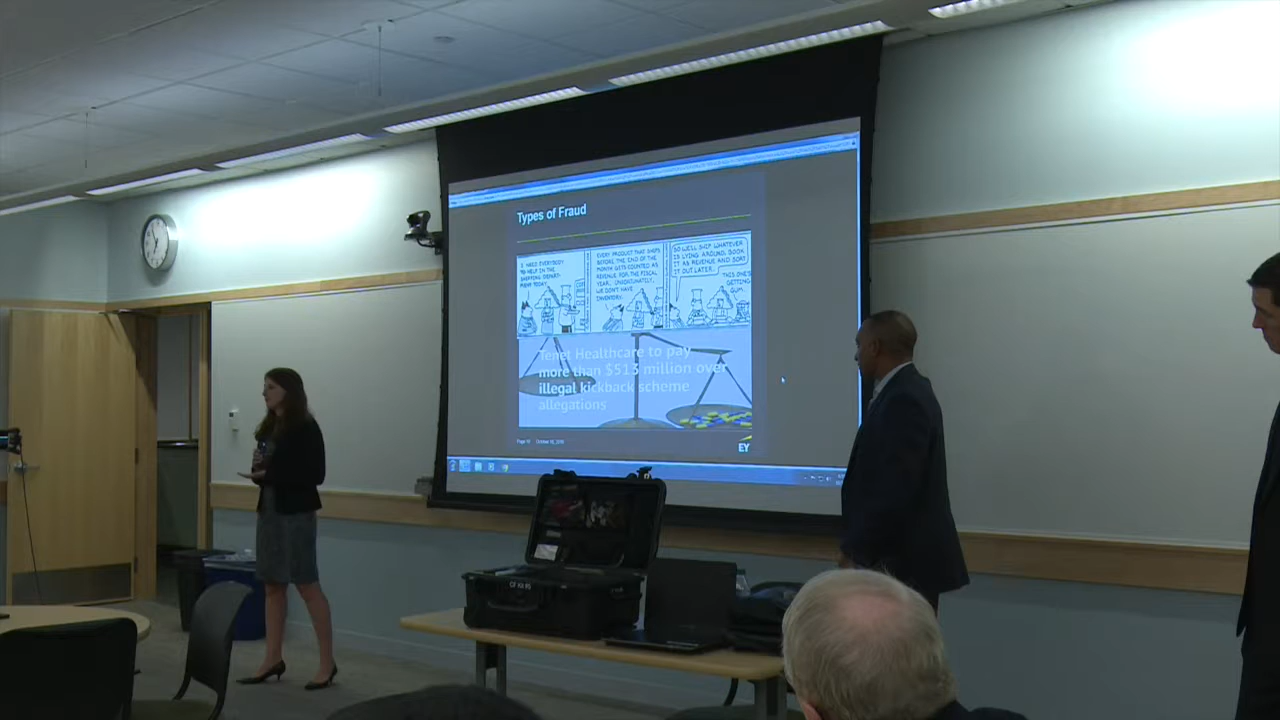 Types of Fraud
I NEED EVERYBODY
TO HELP IN THE
SHIPPING DEPART-
MENT TODAY.
EVERY PRODUCT THAT SHIPS
BEFORE THE END OF THE
MONTH GETS COUNTED AS
REVENUE FOR THE FISCAL
YEAR. UNFORTUNATELY,
WE DON'T HAVE
INVENTORY.
SO WE'LL SHIP WHATEVER
IS LYING AROUND, BOOK
IT AS REVENUE AND SORT
IT OUT LATER.
THIS ONE'S
GETTING
GUM.
Tenet Healthcare to pay
more than $513 million over
illegal kickback scheme
allegations
EY